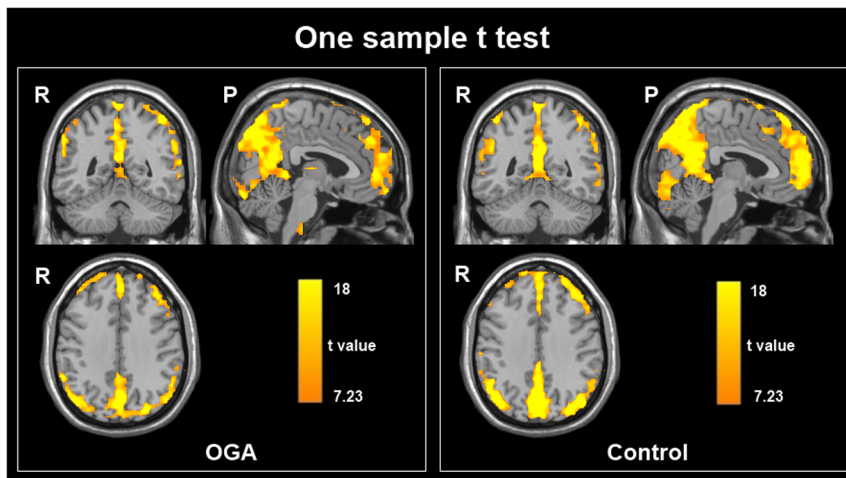 One sample t test
R
P
R
18
t value
7.23
OGA
R
P
R
18
t value
7.23
Control